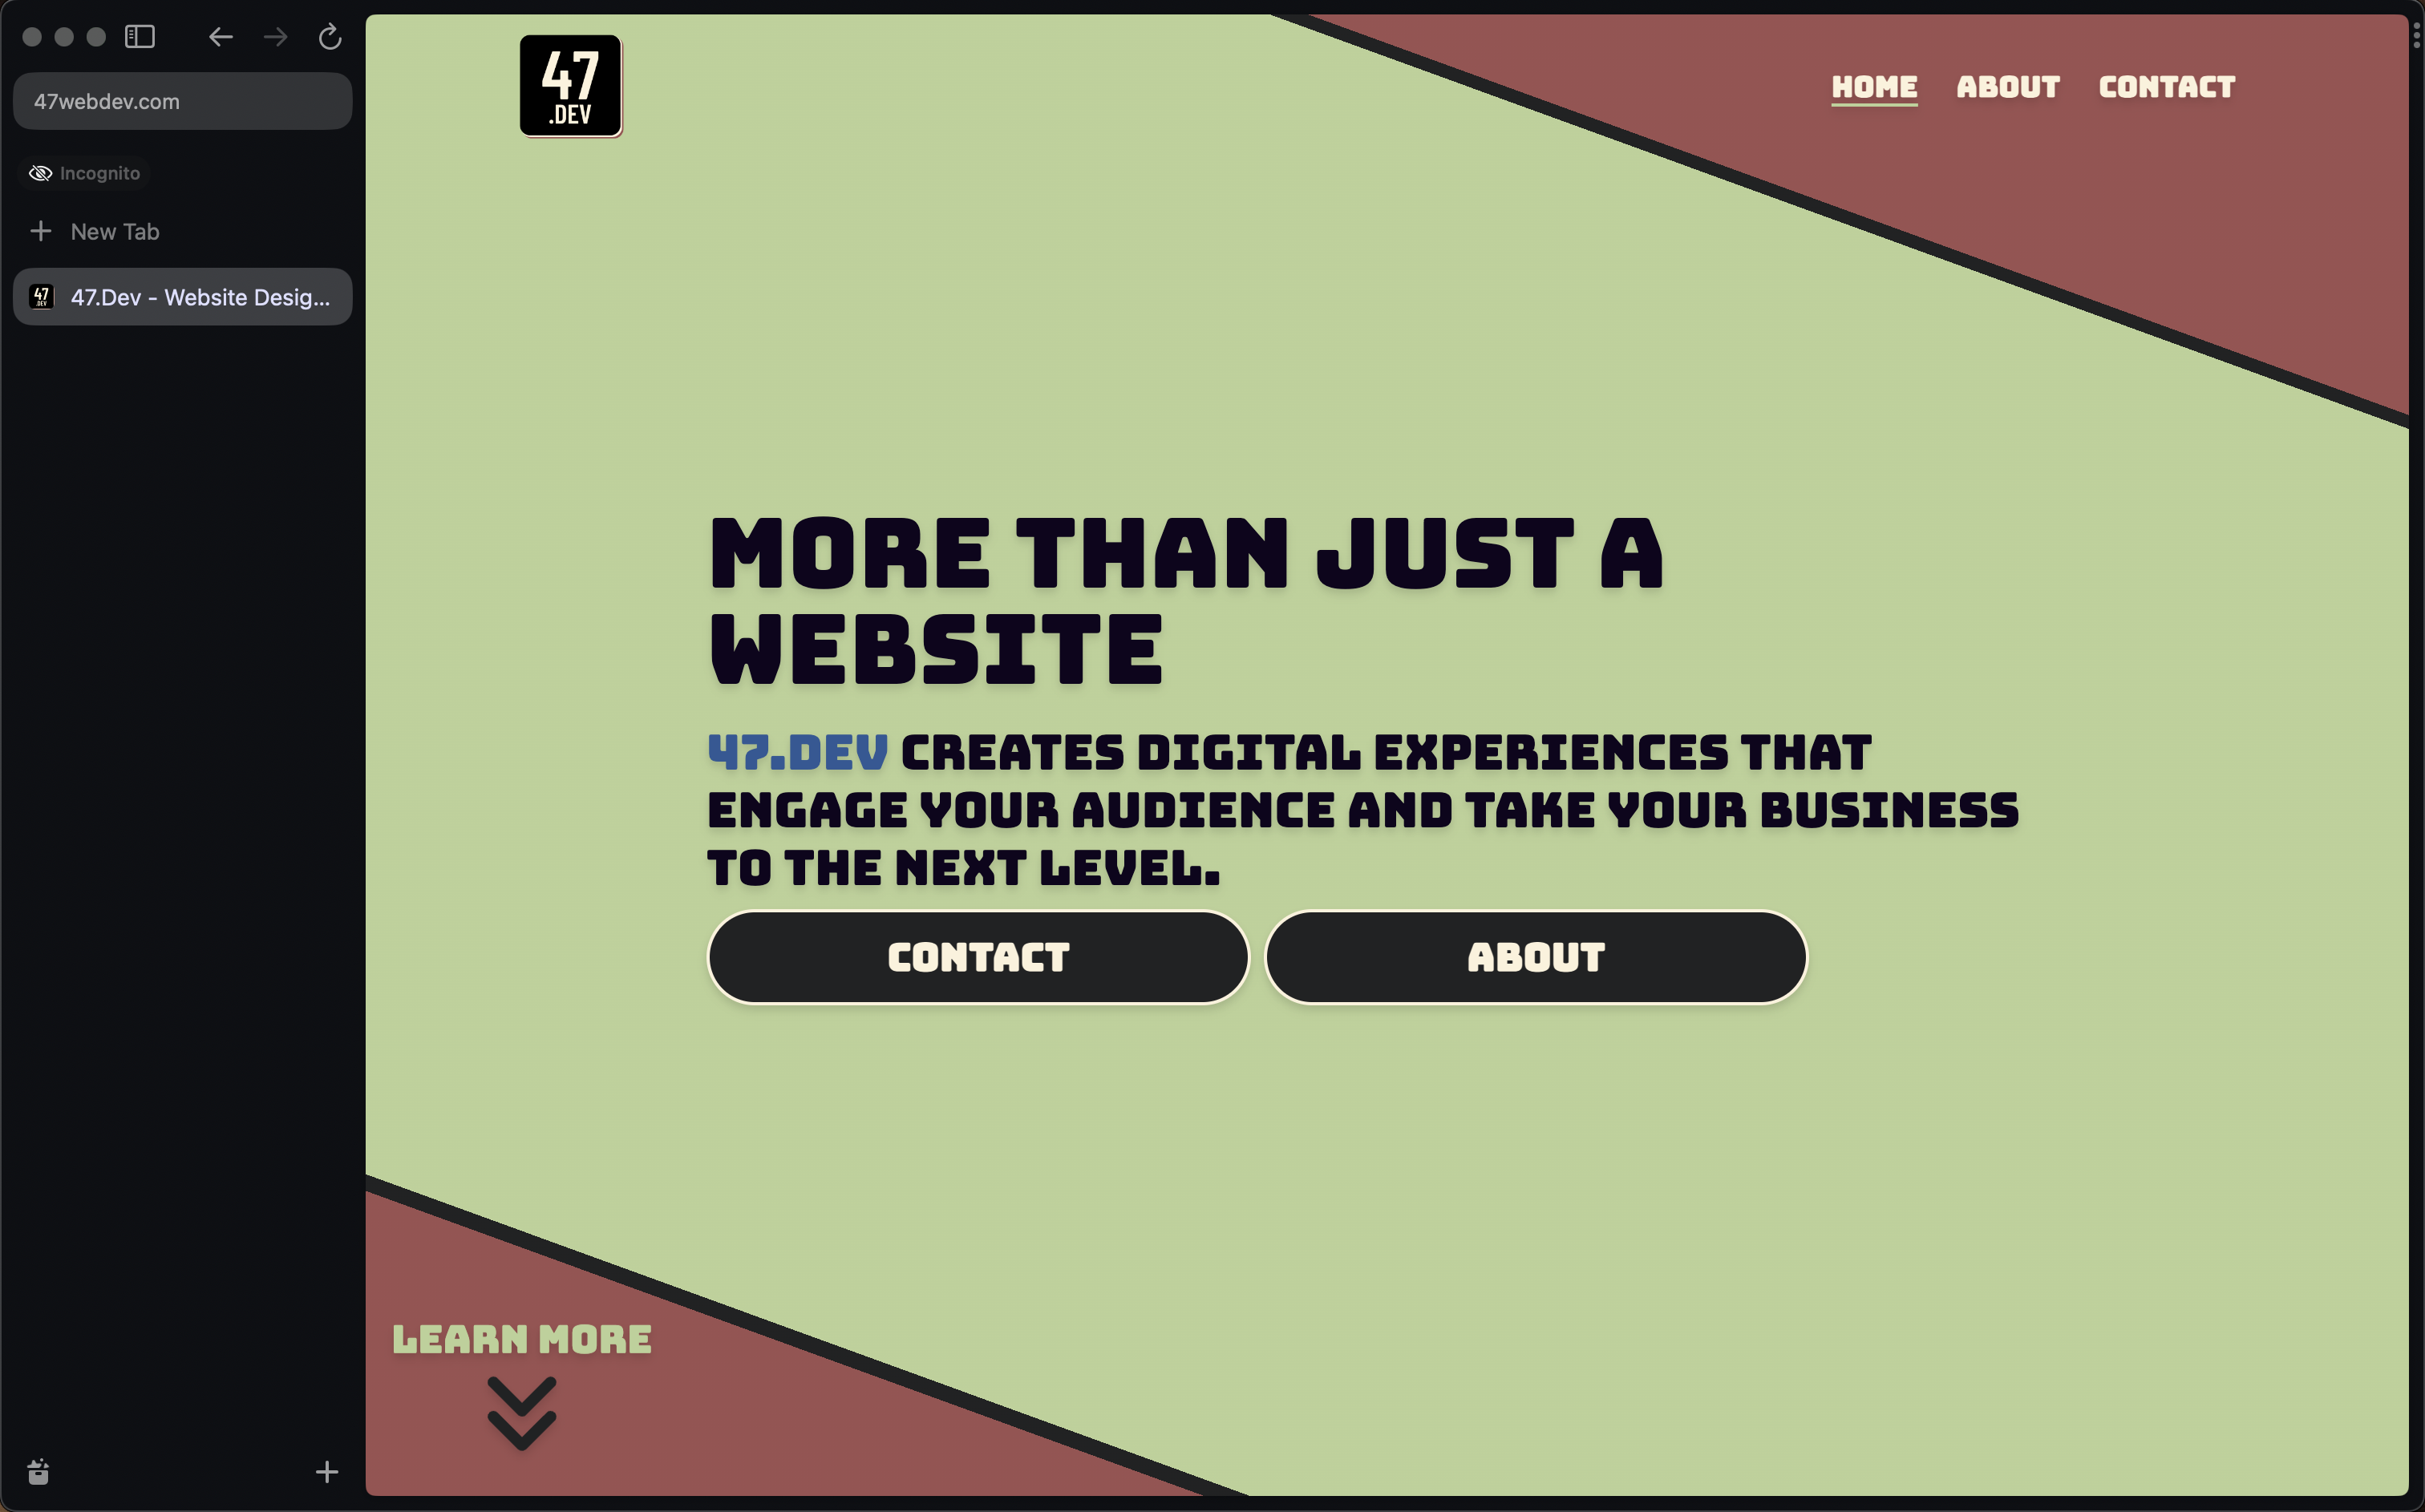 47webdev.com
Incognito
New Tab
47.Dev - Website Desig...
47
.DEV
HOME ABOUT CONTACT
MORE THAN JUST A
WEBSITE
47.DEV CREATES DIGITAL EXPERIENCES THAT
ENGAGE YOUR AUDIENCE AND TAKE YOUR BUSINESS
TO THE NEXT LEVEL.
CONTACT ABOUT
LEARN MORE